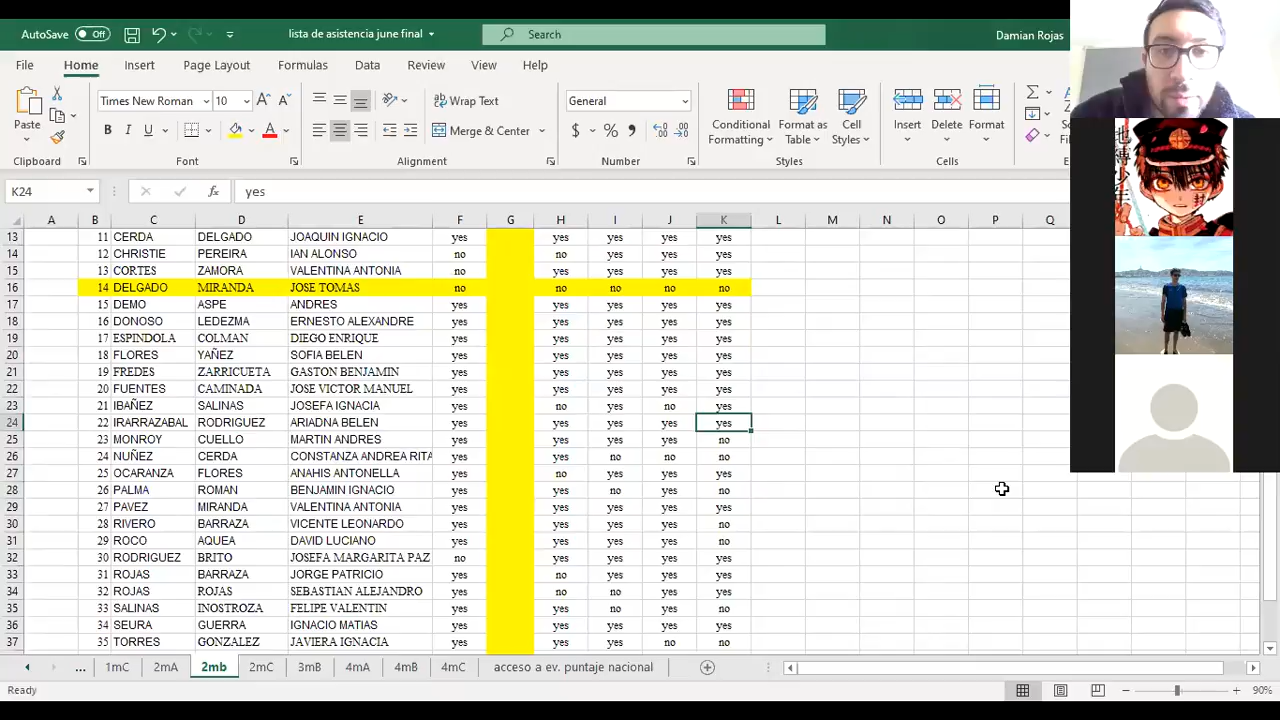 AutoSave Off lista de asistencia june final Search Damian Rojas
File Home Insert Page Layout Formulas Data Review View Help
Times New Roman 10 Wrap Text General
Paste B I U Merge & Center $ % Conditional Formatting Format as Table Cell Styles Insert Delete Format
Clipboard Font Alignment Number Styles Cells
K24 fx yes
A B C D E F G H I J K L M N O P Q
13 11 CERDA DELGADO JOAQUIN IGNACIO yes yes yes yes yes
14 12 CHRISTIE PEREIRA IAN ALONSO no no yes yes yes
15 13 CORTES ZAMORA VALENTINA ANTONIA no yes yes yes yes
16 14 DELGADO MIRANDA JOSE TOMAS no no no no no
17 15 DEMO ASPE ANDRES yes yes yes yes yes
18 16 DONOSO LEDEZMA ERNESTO ALEXANDRE yes yes yes yes yes
19 17 ESPINDOLA COLMAN DIEGO ENRIQUE yes yes yes yes yes
20 18 FLORES YAÑEZ SOFIA BELEN yes yes yes yes yes
21 19 FREDES ZARRICUETA GASTON BENJAMIN yes yes yes yes yes
22 20 FUENTES CAMINADA JOSE VICTOR MANUEL yes yes yes yes yes
23 21 IBAÑEZ SALINAS JOSEFA IGNACIA yes no yes no yes
24 22 IRARRAZABAL RODRIGUEZ ARIADNA BELEN yes yes yes yes yes
25 23 MONROY CUELLO MARTIN ANDRES yes yes yes yes no
26 24 NUÑEZ CERDA CONSTANZA ANDREA RITA yes yes no no no
27 25 OCARANZA FLORES ANAHIS ANTONELLA yes no yes yes yes
28 26 PALMA ROMAN BENJAMIN IGNACIO yes yes no yes no
29 27 PAVEZ MIRANDA VALENTINA ANTONIA yes yes yes yes yes
30 28 RIVERO BARRAZA VICENTE LEONARDO yes yes yes yes no
31 29 ROCO AQUEA DAVID LUCIANO yes yes yes yes no
32 30 RODRIGUEZ BRITO JOSEFA MARGARITA PAZ no yes yes yes yes
33 31 ROJAS BARRAZA JORGE PATRICIO yes no yes yes yes
34 32 ROJAS ROJAS SEBASTIAN ALEJANDRO yes no no yes yes
35 33 SALINAS INOSTROZA FELIPE VALENTIN yes yes no yes no
36 34 SEURA GUERRA IGNACIO MATIAS yes yes yes yes yes
37 35 TORRES GONZALEZ JAVIERA IGNACIA yes yes yes no no
... 1mC 2mA 2mb 2mC 3mB 4mA 4mB 4mC acceso a ev. puntaje nacional
Ready 90%